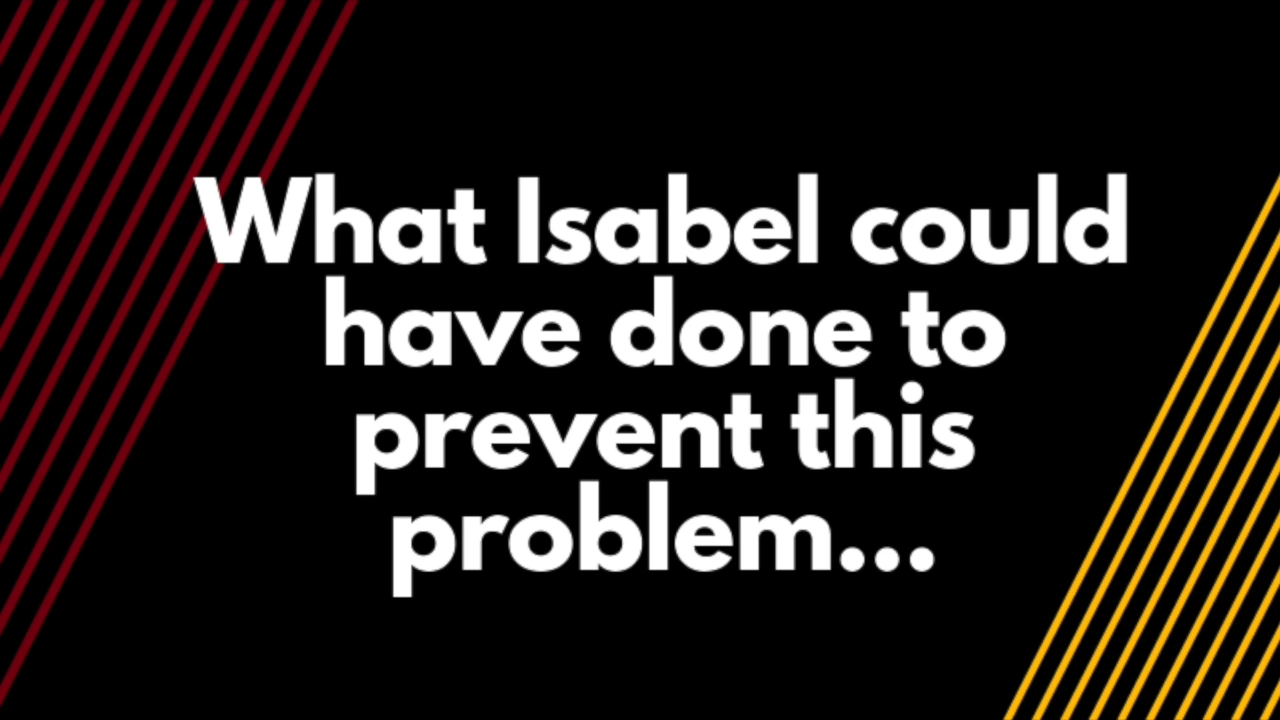 What Isabel could
have done to
prevent this
problem...